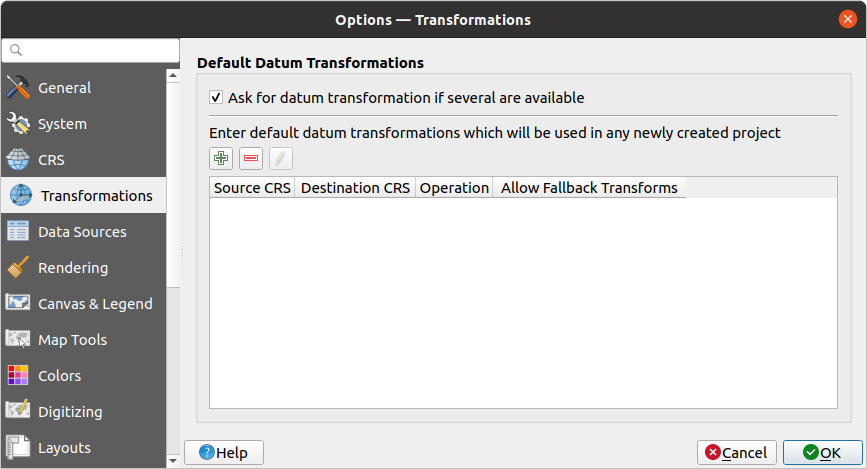 Options — Transformations
General
System
CRS
Transformations
Data Sources
Rendering
Canvas & Legend
Map Tools
Colors
Digitizing
Layouts
Default Datum Transformations
Ask for datum transformation if several are available
Enter default datum transformations which will be used in any newly created project
Source CRS Destination CRS Operation Allow Fallback Transforms
Help Cancel OK